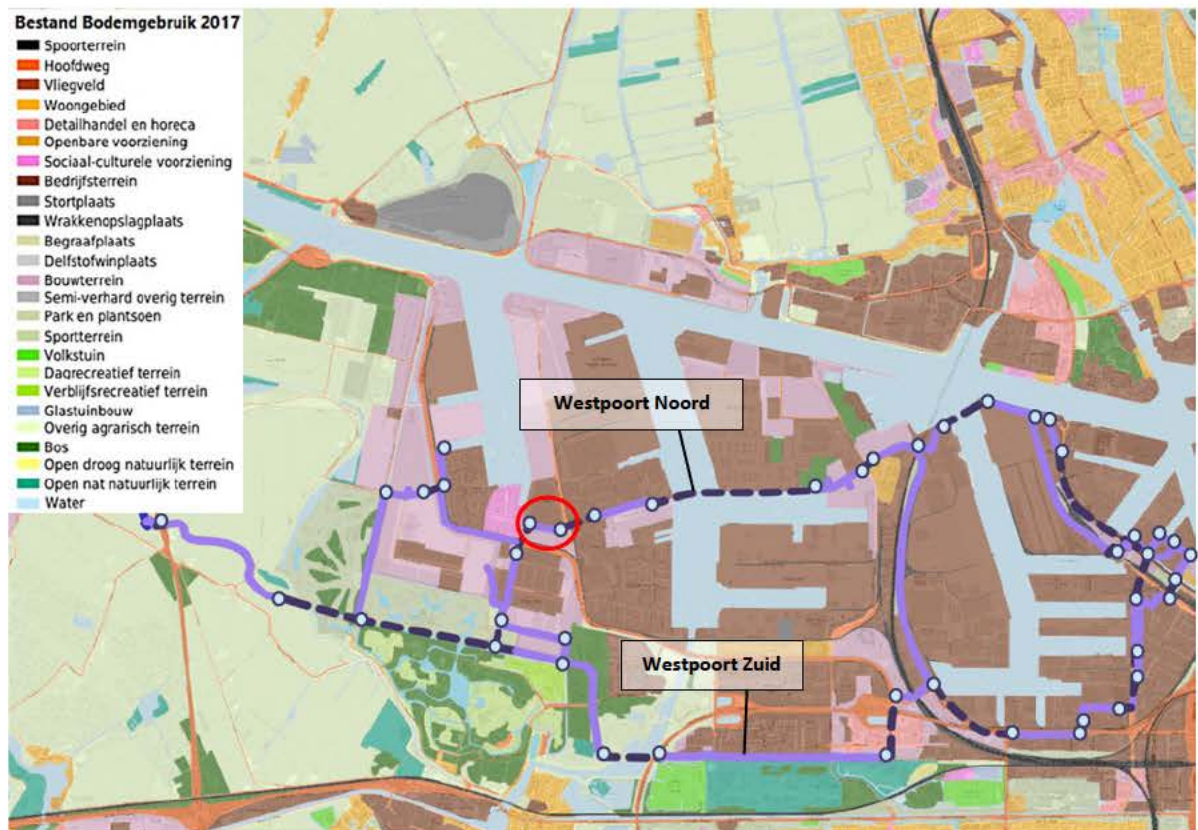 Bestand Bodemgebruik 2017
Spoorterrein
Hoofdweg
Vliegveld
Woongebied
Detailhandel en horeca
Openbare voorziening
Sociaal-culturele voorziening
Bedrijfsterrein
Stortplaats
Wrakkenopslagplaats
Begraafplaats
Delfstofwinplaats
Bouwterrein
Semi-verhard overig terrein
Park en plantsoen
Sportterrein
Volkstuin
Dagrecreatief terrein
Verblijfsrecreatief terrein
Glastuinbouw
Overig agrarisch terrein
Bos
Open droog natuurlijk terrein
Open nat natuurlijk terrein
Water
Westpoort Noord
Westpoort Zuid